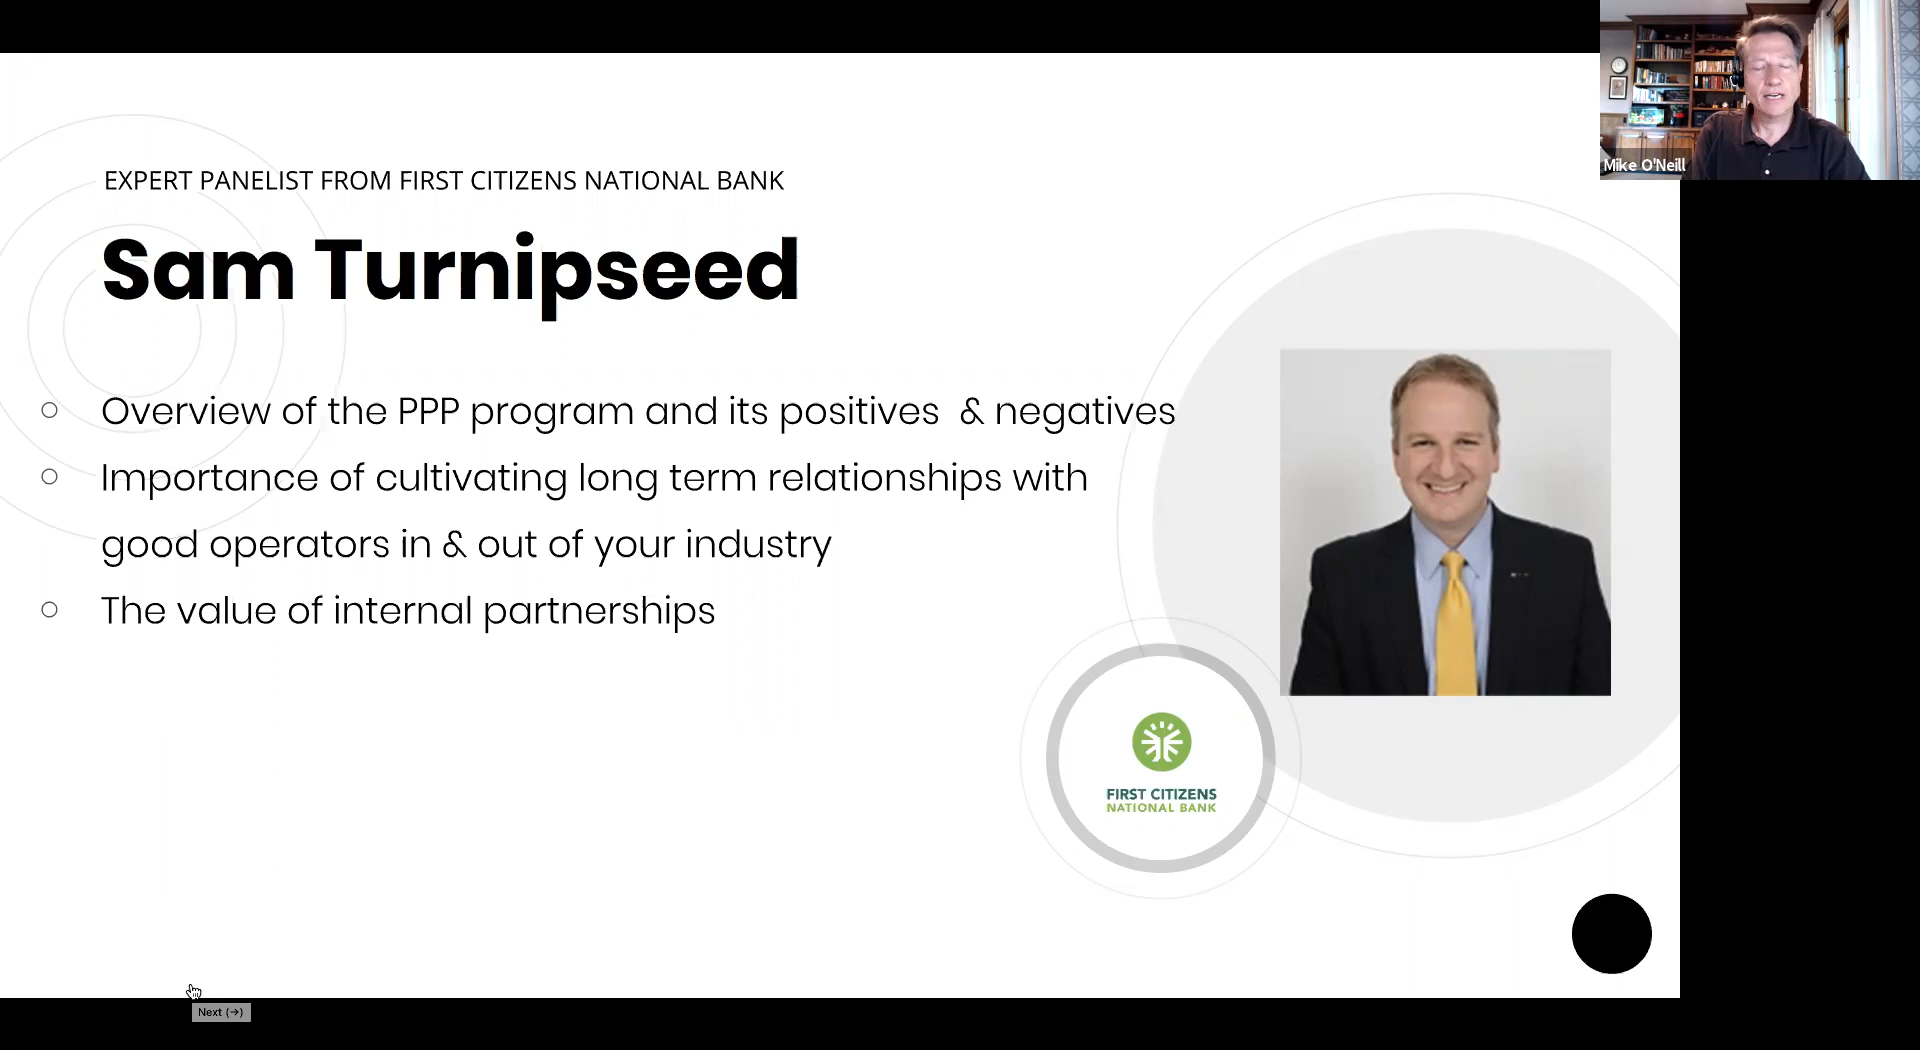 Mike O'Neill
EXPERT PANELIST FROM FIRST CITIZENS NATIONAL BANK
Sam Turnipseed
Overview of the PPP program and its positives & negatives
Importance of cultivating long term relationships with
good operators in & out of your industry
The value of internal partnerships
FIRST CITIZENS
NATIONAL BANK
Next (→)